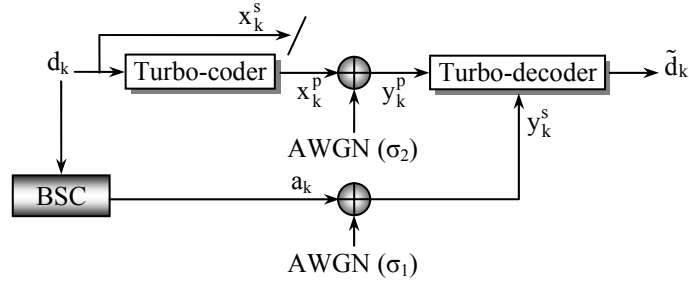 x_k^s
d_k
Turbo-coder
x_k^p
y_k^p
Turbo-decoder
d̃_k
AWGN (σ₂)
y_k^s
BSC
a_k
AWGN (σ₁)